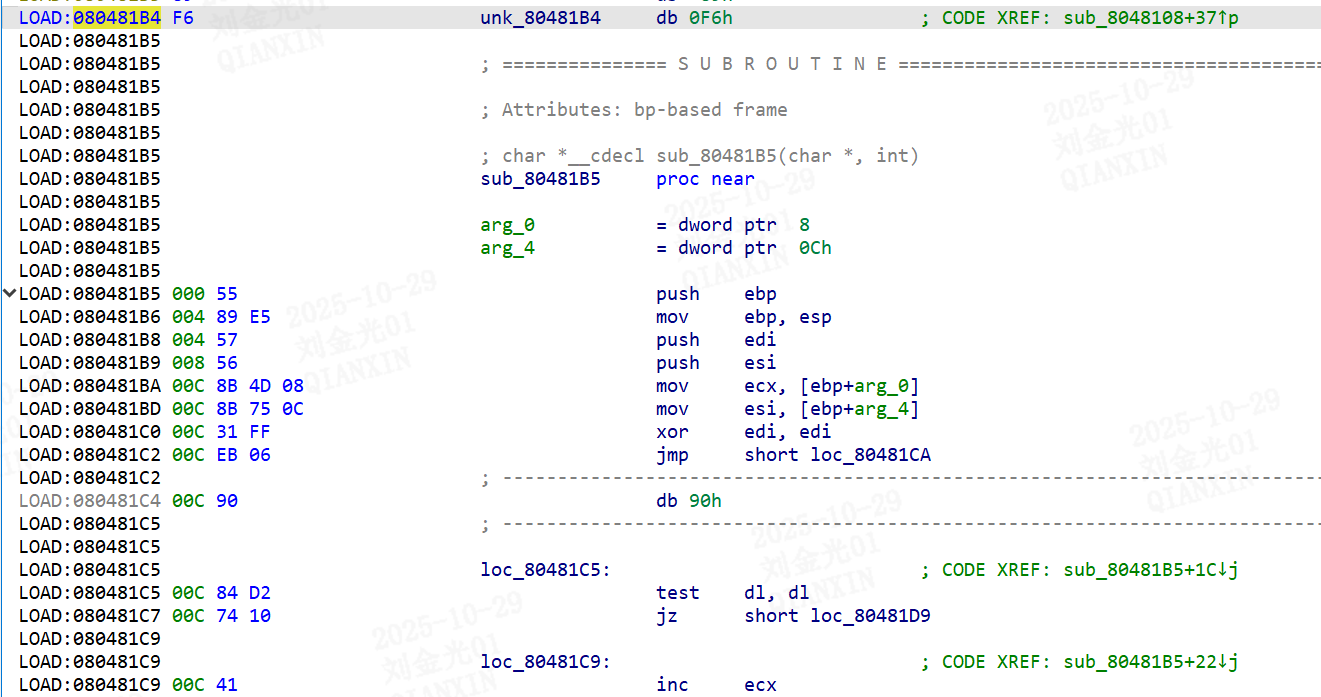 LOAD:080481B4 F6 unk_80481B4 db 0F6h ; CODE XREF: sub_8048108+37↑p
LOAD:080481B5
LOAD:080481B5 ; =============== S U B R O U T I N E =======================================
LOAD:080481B5
LOAD:080481B5 ; Attributes: bp-based frame
LOAD:080481B5
LOAD:080481B5 ; char *__cdecl sub_80481B5(char *, int)
LOAD:080481B5 sub_80481B5 proc near
LOAD:080481B5
LOAD:080481B5 arg_0 = dword ptr 8
LOAD:080481B5 arg_4 = dword ptr 0Ch
LOAD:080481B5
LOAD:080481B5 000 55 push ebp
LOAD:080481B6 004 89 E5 mov ebp, esp
LOAD:080481B8 004 57 push edi
LOAD:080481B9 008 56 push esi
LOAD:080481BA 00C 8B 4D 08 mov ecx, [ebp+arg_0]
LOAD:080481BD 00C 8B 75 0C mov esi, [ebp+arg_4]
LOAD:080481C0 00C 31 FF xor edi, edi
LOAD:080481C2 00C EB 06 jmp short loc_80481CA
LOAD:080481C2 ; ---------------------------------------------------------------------------
LOAD:080481C4 00C 90 db 90h
LOAD:080481C5 ; ---------------------------------------------------------------------------
LOAD:080481C5
LOAD:080481C5 loc_80481C5: ; CODE XREF: sub_80481B5+1C↓j
LOAD:080481C5 00C 84 D2 test dl, dl
LOAD:080481C7 00C 74 10 jz short loc_80481D9
LOAD:080481C9
LOAD:080481C9 loc_80481C9: ; CODE XREF: sub_80481B5+22↓j
LOAD:080481C9 00C 41 inc ecx
2025-10-29
刘金光01
QIANXIN